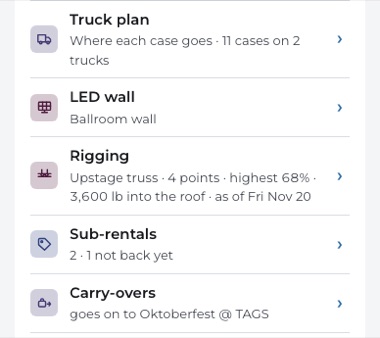 Truck plan
Where each case goes · 11 cases on 2
trucks
LED wall
Ballroom wall
Rigging
Upstage truss · 4 points · highest 68% ·
3,600 lb into the roof · as of Fri Nov 20
Sub-rentals
2 · 1 not back yet
Carry-overs
goes on to Oktoberfest @ TAGS